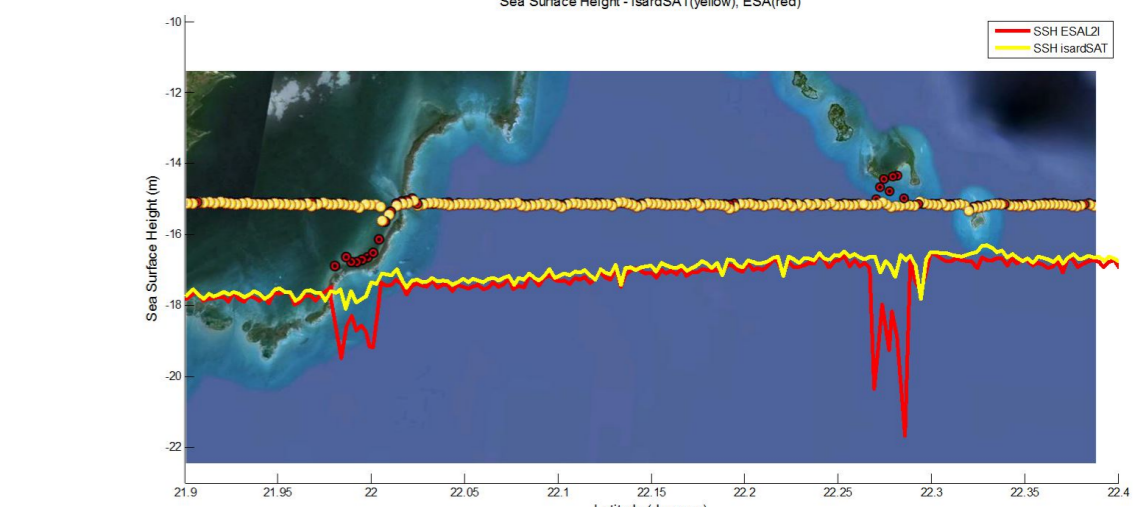 Sea Surface Height - isardSAT(yellow), ESA(red)
SSH ESAL2I
SSH isardSAT
-10
-12
-14
-16
-18
-20
-22
Sea Surface Height (m)
21.9 21.95 22 22.05 22.1 22.15 22.2 22.25 22.3 22.35 22.4